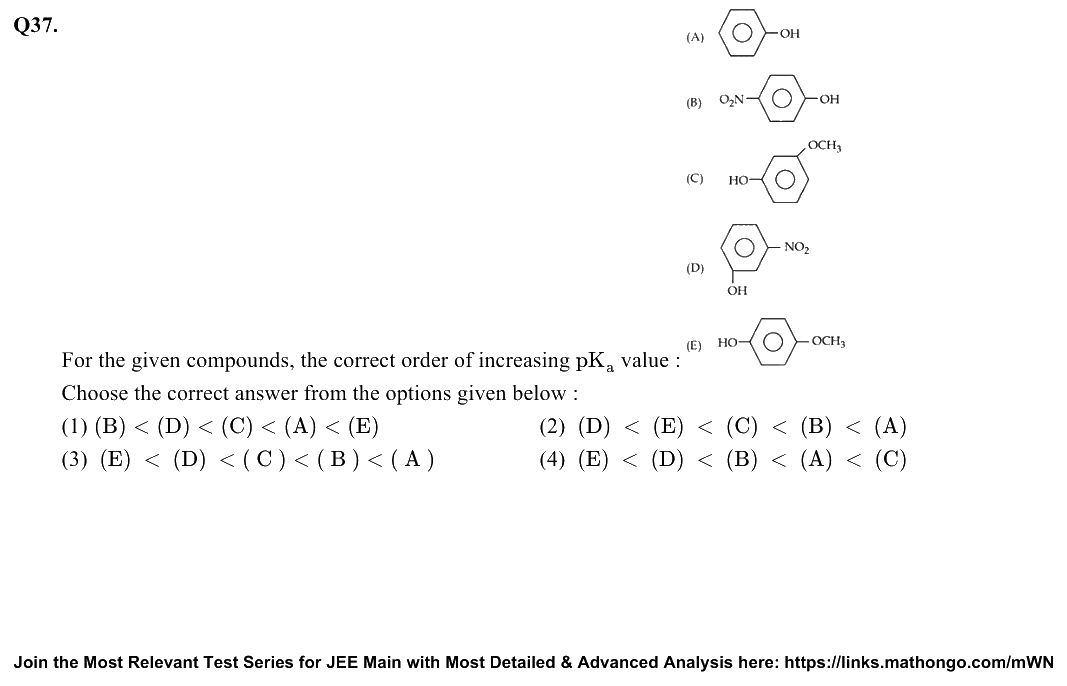 Q37.
(A) OH
(B) O₂N OH
OCH₃
(C) HO
NO₂
(D)
OH
(E) HO OCH₃
For the given compounds, the correct order of increasing pKₐ value :
Choose the correct answer from the options given below :
(1) (B) < (D) < (C) < (A) < (E) (2) (D) < (E) < (C) < (B) < (A)
(3) (E) < (D) < ( C ) < ( B ) < ( A ) (4) (E) < (D) < (B) < (A) < (C)
Join the Most Relevant Test Series for JEE Main with Most Detailed & Advanced Analysis here: https://links.mathongo.com/mWN